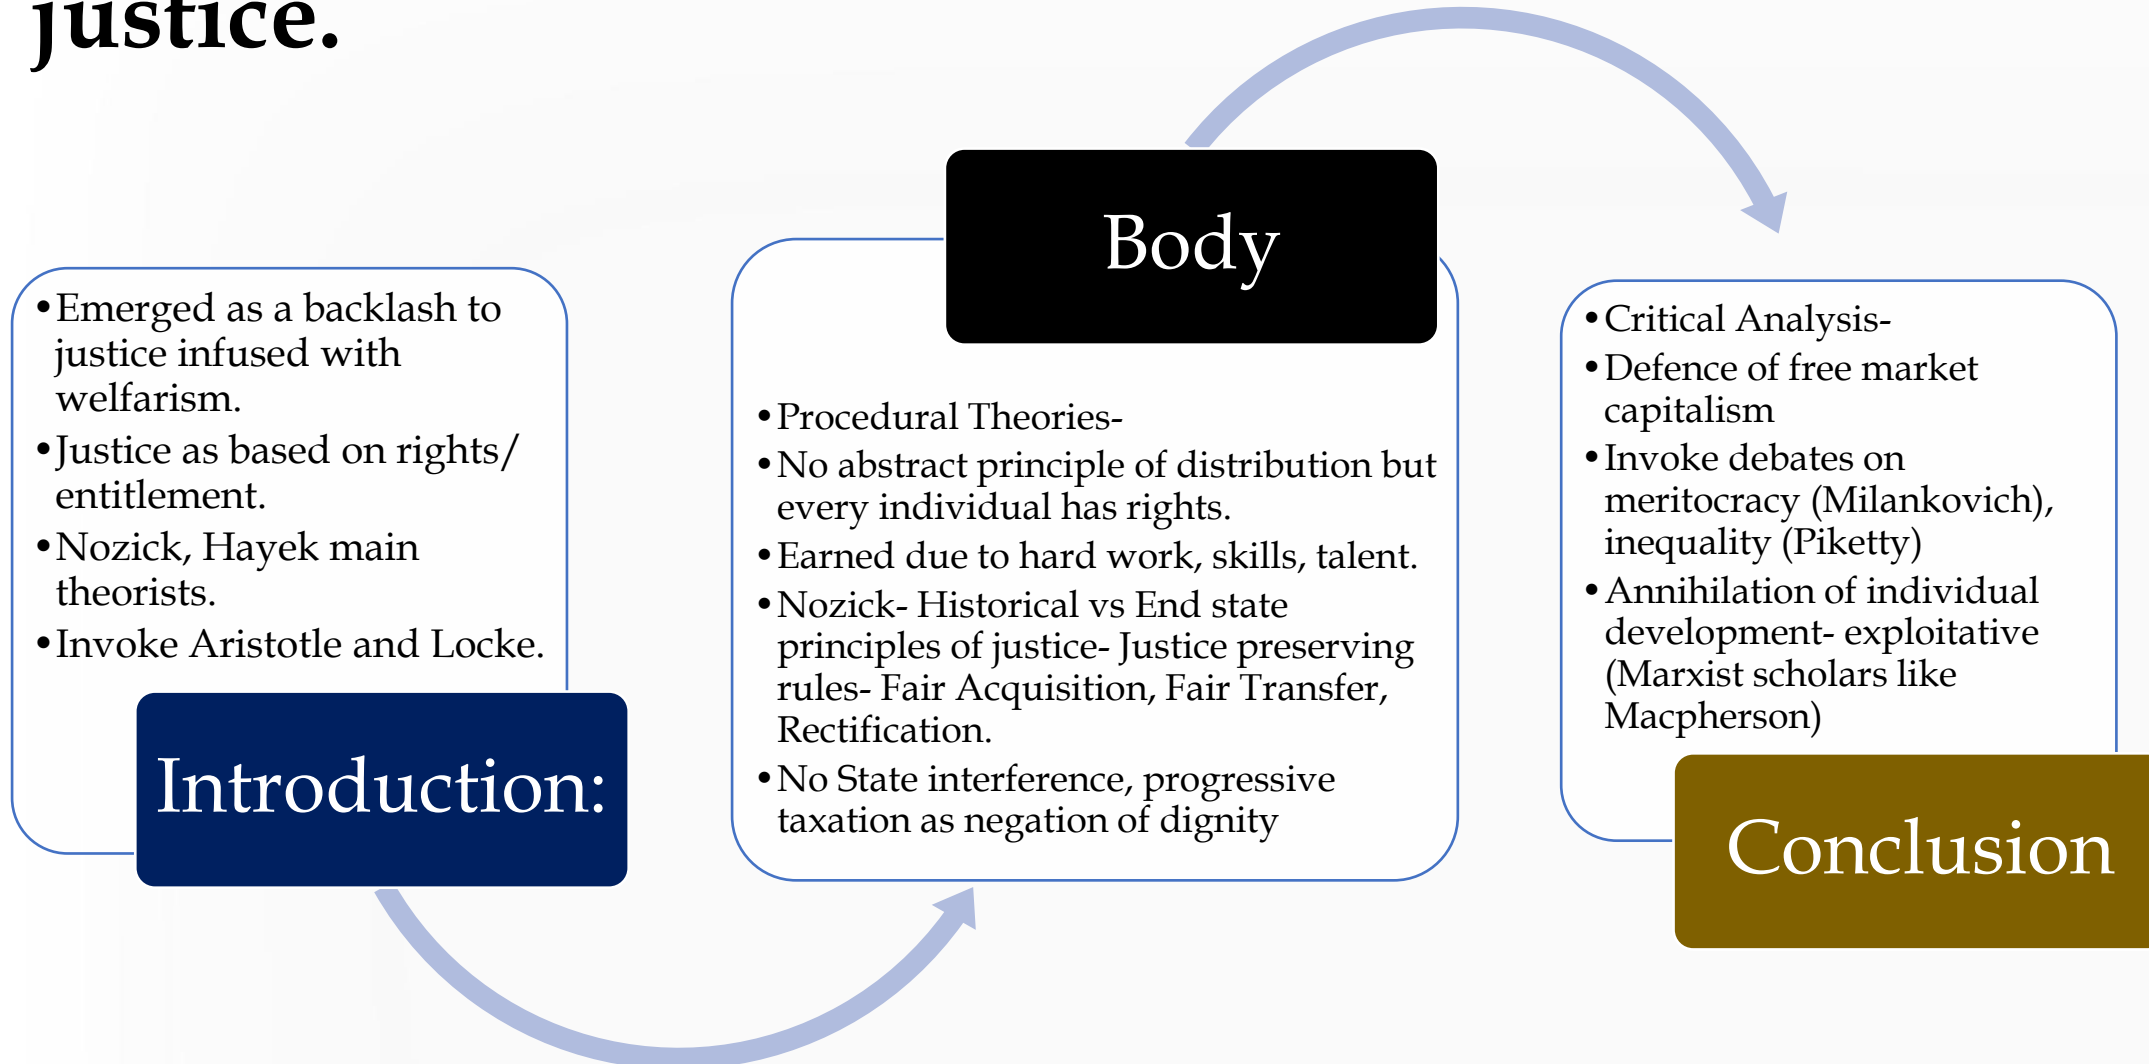 justice.
•Emerged as a backlash to
justice infused with
welfarism.
•Justice as based on rights/
entitlement.
•Nozick, Hayek main
theorists.
•Invoke Aristotle and Locke.
Introduction:
Body
•Procedural Theories-
•No abstract principle of distribution but
every individual has rights.
•Earned due to hard work, skills, talent.
•Nozick- Historical vs End state
principles of justice- Justice preserving
rules- Fair Acquisition, Fair Transfer,
Rectification.
•No State interference, progressive
taxation as negation of dignity
•Critical Analysis-
•Defence of free market
capitalism
•Invoke debates on
meritocracy (Milankovich),
inequality (Piketty)
•Annihilation of individual
development- exploitative
(Marxist scholars like
Macpherson)
Conclusion